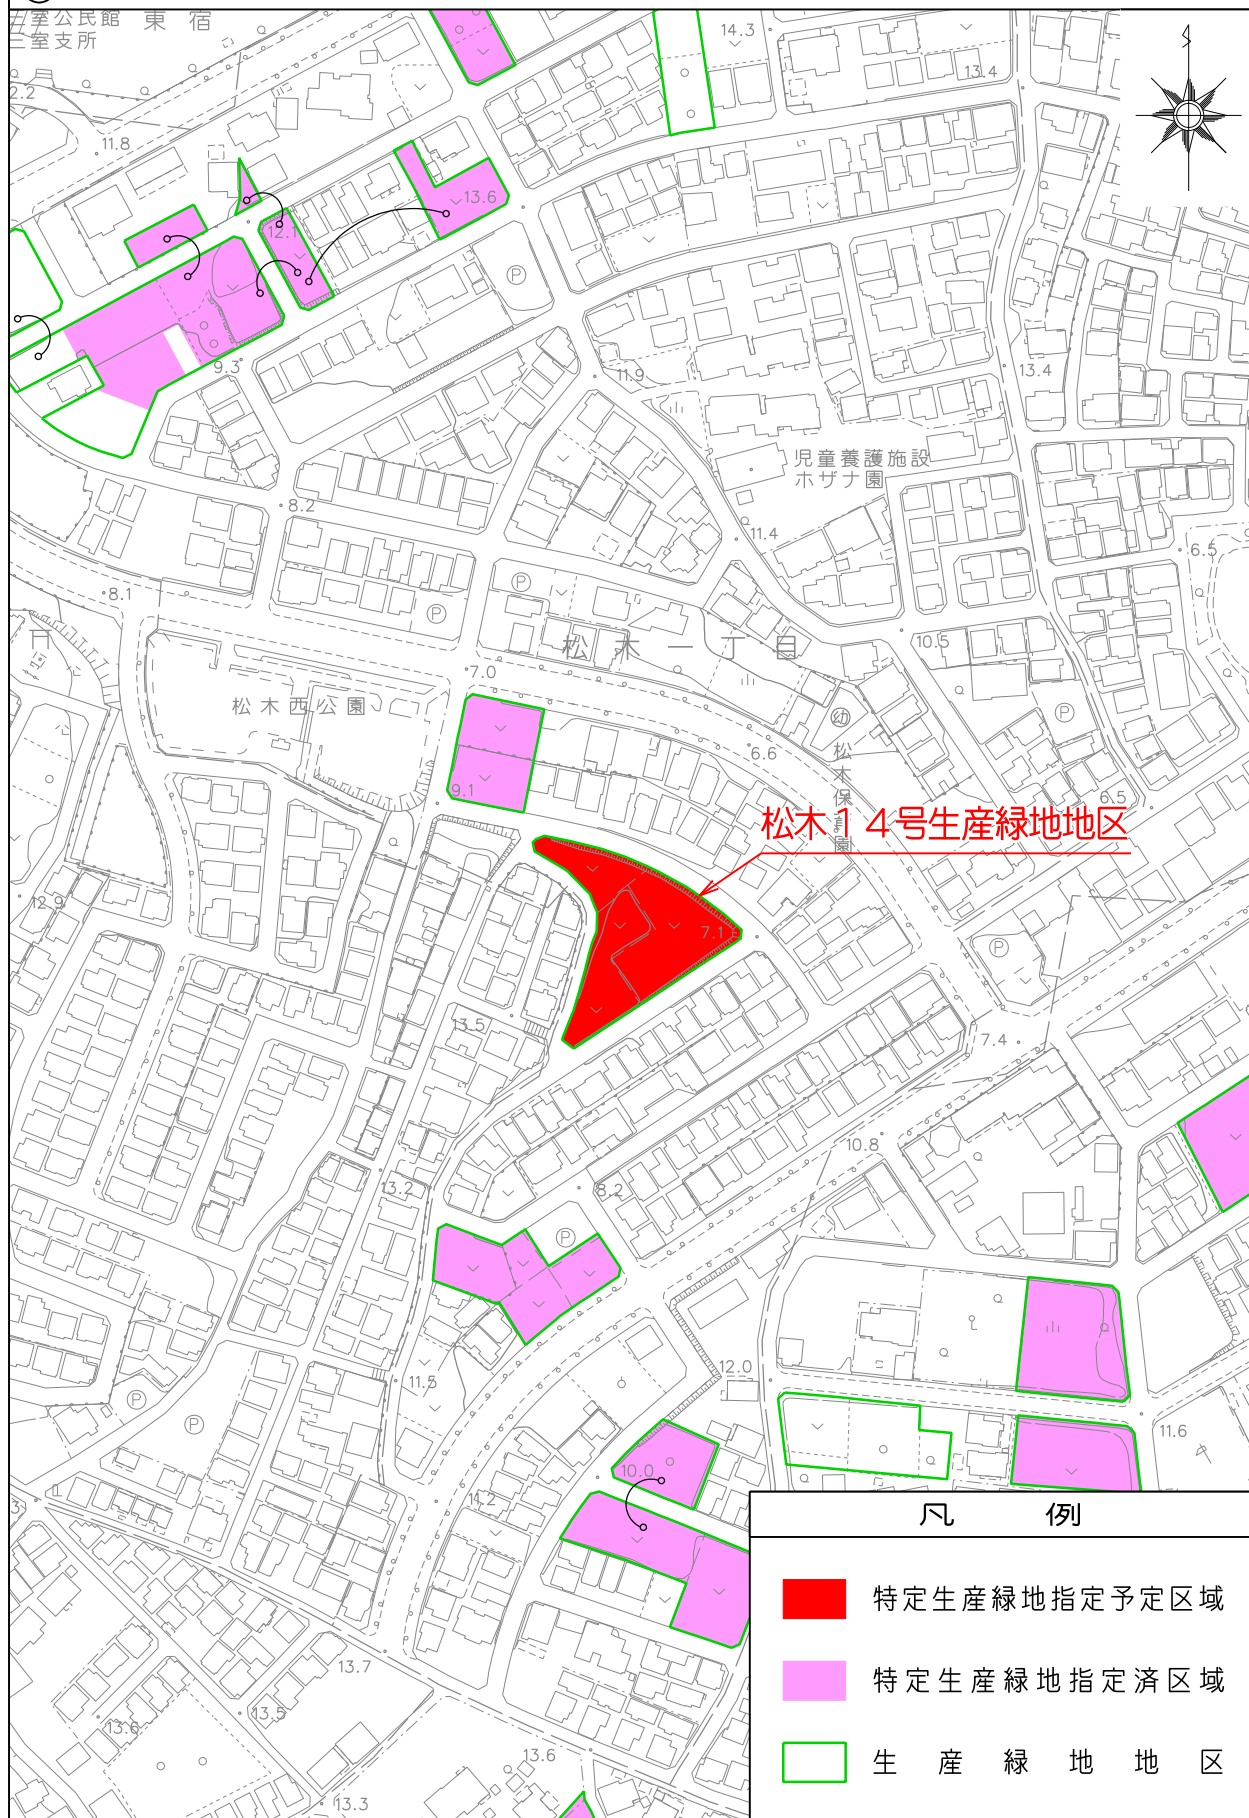 三室公民館
東宿
三室支所
14.3
13.4
2.2
11.8
13.6
12.1
P
9.3
11.9
13.4
児童養護施設
ホザナ園
8.2
11.4
6.5
P
8.1
P
10.5
松木一丁目
7.0
松木西公園
P
幼
松木保育園
6.6
9.1
6.5
松木14号生産緑地地区
12.9
7.1
P
13.5
7.4
10.8
13.2
8.2
P
12.0
11.5
P
P
11.6
10.0
11.2
凡例
特定生産緑地指定予定区域
特定生産緑地指定済区域
生産緑地地区
13.7
13.5
13.6
13.6
13.3